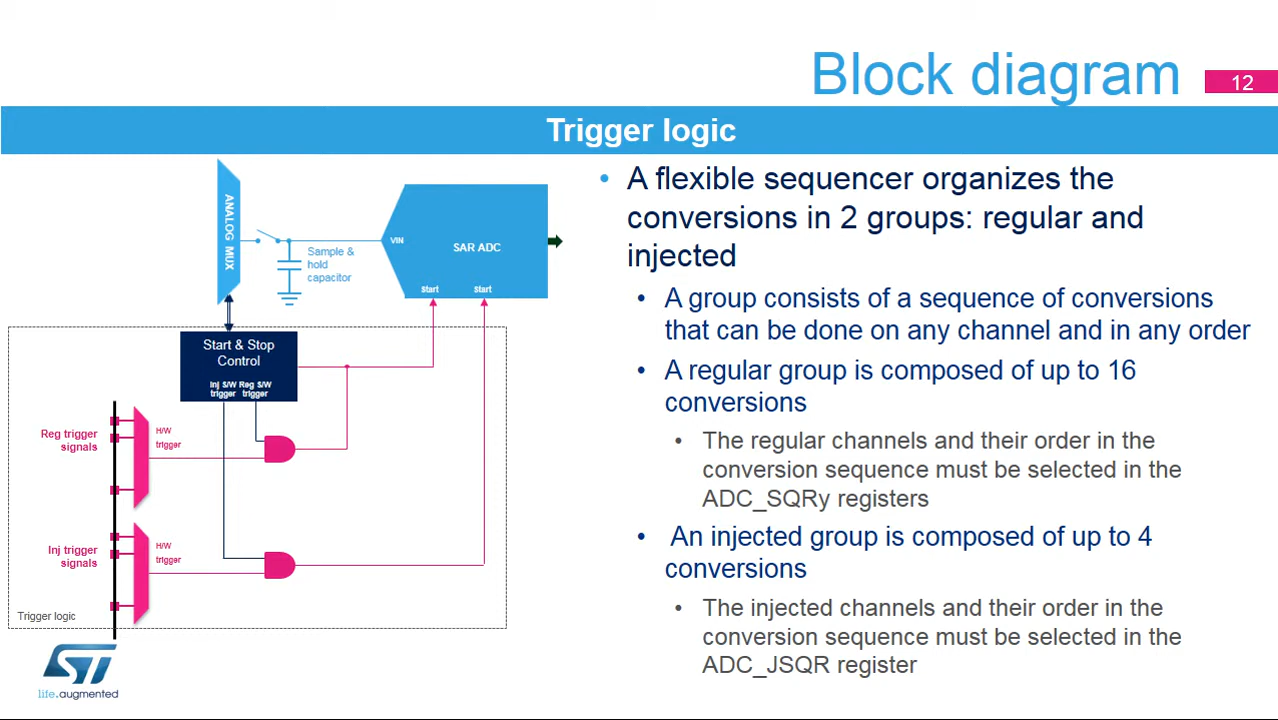 Block diagram
12
Trigger logic
ANALOG MUX
Sample &
hold
capacitor
VIN
SAR ADC
Start
Start
Start & Stop
Control
Inj S/W Reg S/W
trigger trigger
Reg trigger
signals
H/W
trigger
Inj trigger
signals
H/W
trigger
Trigger logic
ST
life.augmented
• A flexible sequencer organizes the
conversions in 2 groups: regular and
injected
• A group consists of a sequence of conversions
that can be done on any channel and in any order
• A regular group is composed of up to 16
conversions
• The regular channels and their order in the
conversion sequence must be selected in the
ADC_SQRy registers
• An injected group is composed of up to 4
conversions
• The injected channels and their order in the
conversion sequence must be selected in the
ADC_JSQR register